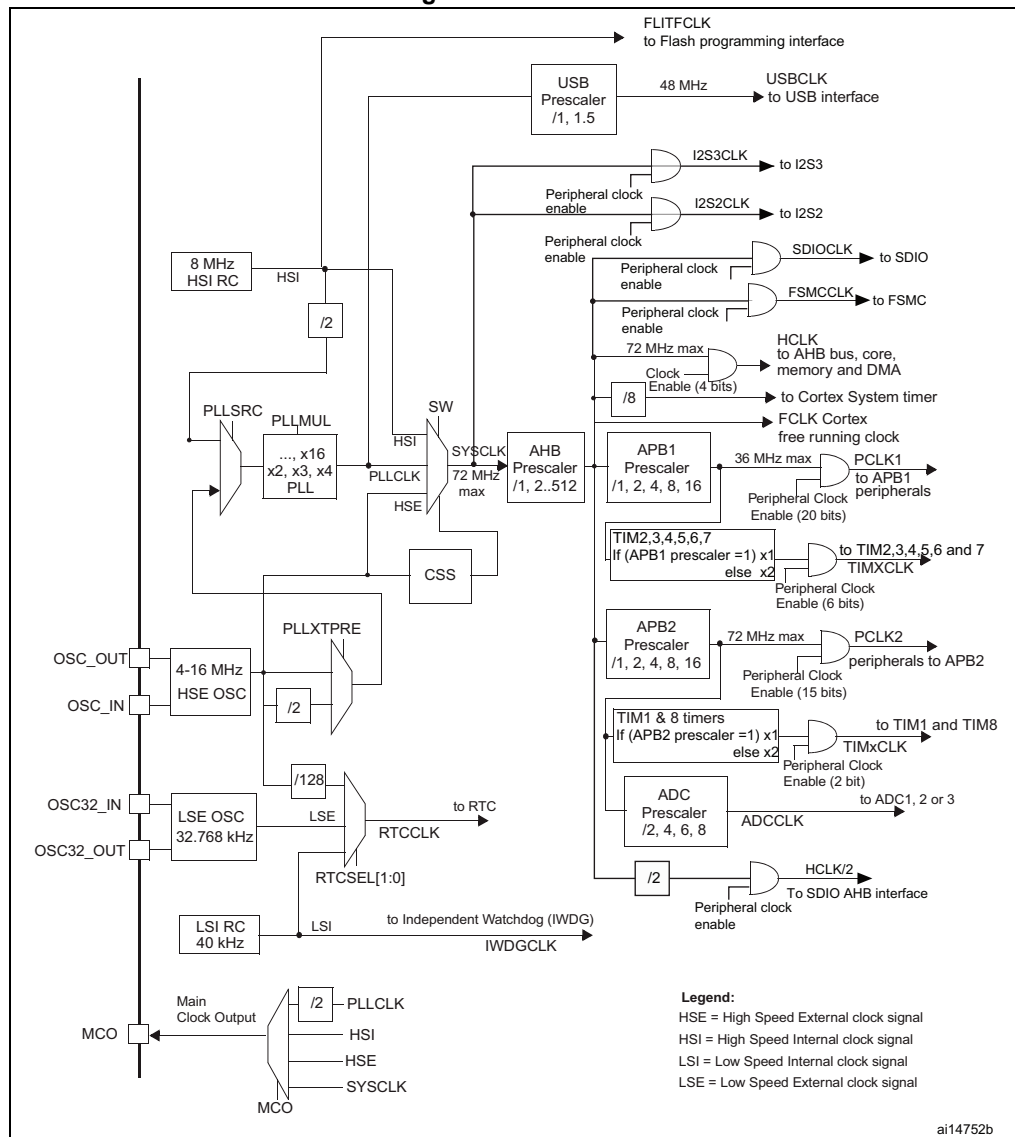 FLITFCLK
to Flash programming interface
USB
Prescaler
/1, 1.5
48 MHz
USBCLK
to USB interface
I2S3CLK
to I2S3
Peripheral clock
enable
I2S2CLK
to I2S2
Peripheral clock
enable
8 MHz
HSI RC
HSI
SDIOCLK
to SDIO
Peripheral clock
enable
FSMCCLK
to FSMC
Peripheral clock
enable
/2
HCLK
to AHB bus, core,
memory and DMA
72 MHz max
Clock
Enable (4 bits)
/8
to Cortex System timer
FCLK Cortex
free running clock
PLLSRC
PLLMUL
..., x16
x2, x3, x4
PLL
SW
HSI
PLLCLK
HSE
SYSCLK
72 MHz
max
AHB
Prescaler
/1, 2..512
APB1
Prescaler
/1, 2, 4, 8, 16
36 MHz max
PCLK1
to APB1
peripherals
Peripheral Clock
Enable (20 bits)
TIM2,3,4,5,6,7
If (APB1 prescaler =1) x1
else x2
to TIM2,3,4,5,6 and 7
TIMXCLK
Peripheral Clock
Enable (6 bits)
CSS
PLLXTPRE
OSC_OUT
OSC_IN
4-16 MHz
HSE OSC
/2
APB2
Prescaler
/1, 2, 4, 8, 16
72 MHz max
PCLK2
peripherals to APB2
Peripheral Clock
Enable (15 bits)
TIM1 & 8 timers
If (APB2 prescaler =1) x1
else x2
to TIM1 and TIM8
TIMxCLK
Peripheral Clock
Enable (2 bit)
/128
OSC32_IN
OSC32_OUT
LSE OSC
32.768 kHz
LSE
to RTC
RTCCLK
RTCSEL[1:0]
ADC
Prescaler
/2, 4, 6, 8
to ADC1, 2 or 3
ADCCLK
/2
HCLK/2
To SDIO AHB interface
Peripheral clock
enable
LSI RC
40 kHz
LSI
to Independent Watchdog (IWDG)
IWDGCLK
MCO
Main
Clock Output
/2
PLLCLK
HSI
HSE
SYSCLK
MCO
Legend:
HSE = High Speed External clock signal
HSI = High Speed Internal clock signal
LSI = Low Speed Internal clock signal
LSE = Low Speed External clock signal
ai14752b